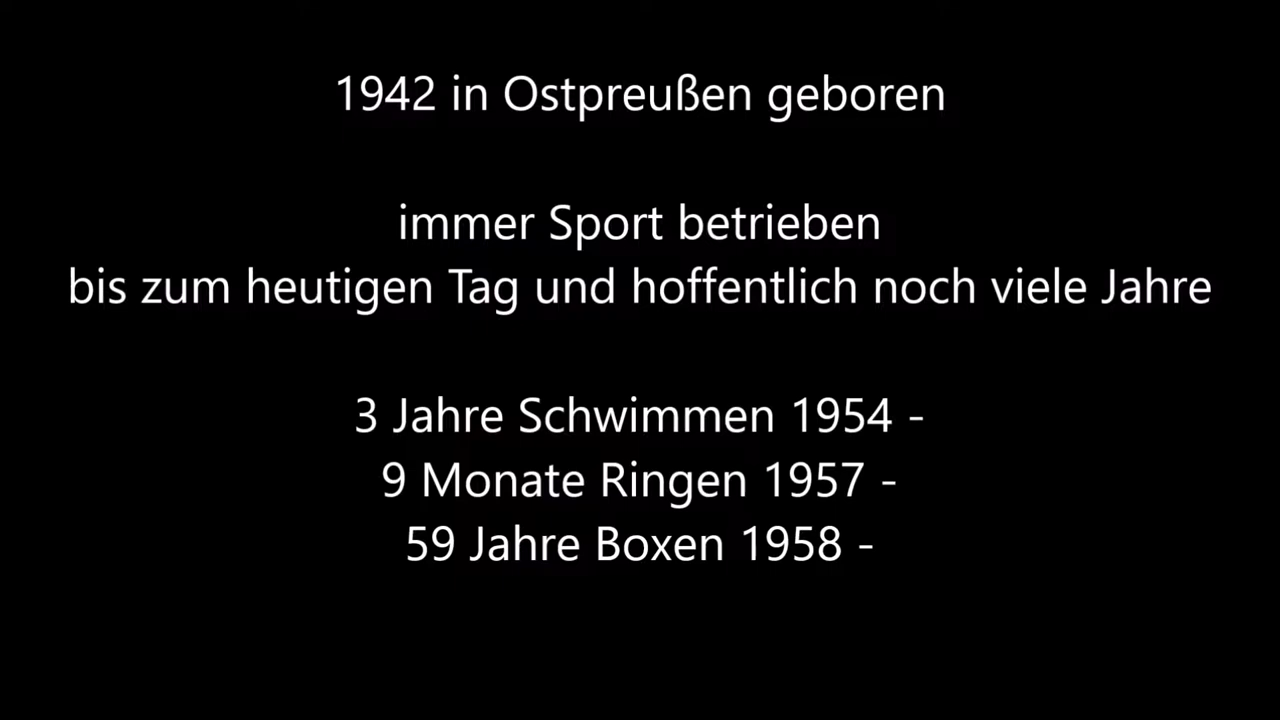 1942 in Ostpreußen geboren
immer Sport betrieben
bis zum heutigen Tag und hoffentlich noch viele Jahre
3 Jahre Schwimmen 1954 -
9 Monate Ringen 1957 -
59 Jahre Boxen 1958 -